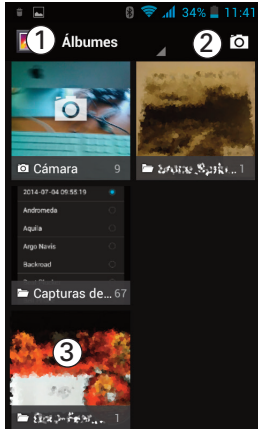 34% 11:41
1 Álbumes 2
Cámara 9
1
2014-07-04 09:55:19
Andromeda
Aquila
Argo Navis
Backroad
Capturas de... 67
3
1